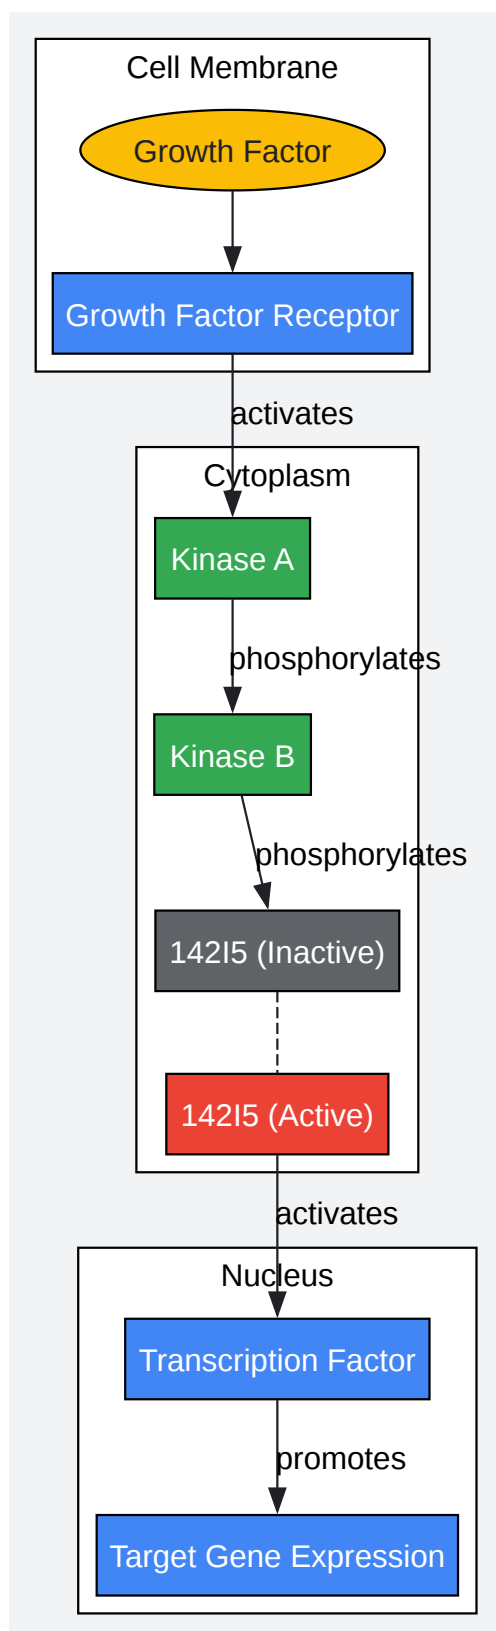 Cell Membrane
Growth Factor
Growth Factor Receptor
activates
Cytoplasm
Kinase A
phosphorylates
Kinase B
phosphorylates
142I5 (Inactive)
142I5 (Active)
activates
Nucleus
Transcription Factor
promotes
Target Gene Expression